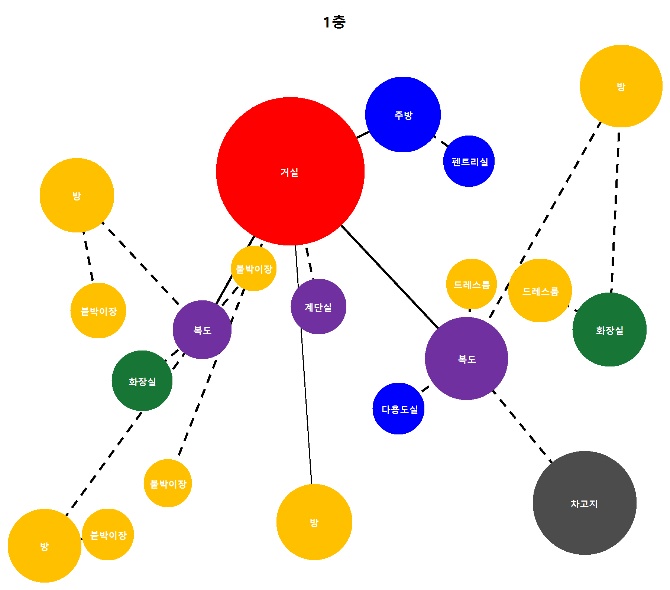 1층
방
주방
펜트리실
거실
방
붙박이장
드레스룸
드레스룸
붙박이장
계단실
복도
화장실
복도
화장실
다용도실
붙박이장
차고지
방
붙박이장
방